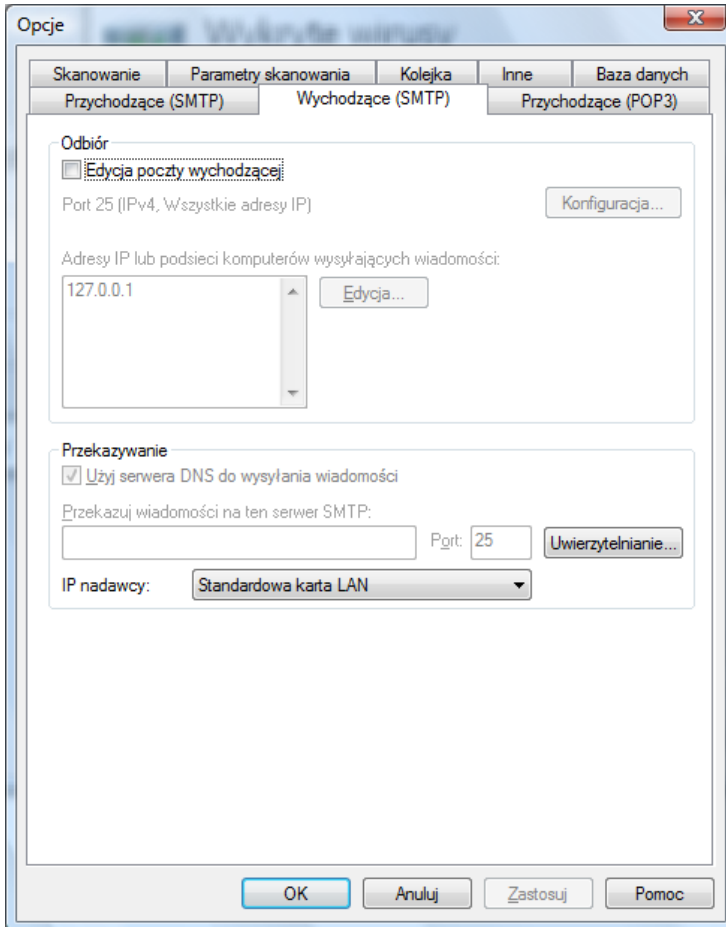 Opcje
Wykryte wirusy
Skanowanie Parametry skanowania Kolejka Inne Baza danych
Przychodzące (SMTP) Wychodzące (SMTP) Przychodzące (POP3)
Odbiór
Edycja poczty wychodzącej
Port 25 (IPv4, Wszystkie adresy IP) Konfiguracja...
Adresy IP lub podsieci komputerów wysyłających wiadomości:
127.0.0.1 Edycja...
Przekazywanie
Użyj serwera DNS do wysyłania wiadomości
Przekazuj wiadomości na ten serwer SMTP:
Port: 25 Uwierzytelnianie...
IP nadawcy: Standardowa karta LAN
OK Anuluj Zastosuj Pomoc